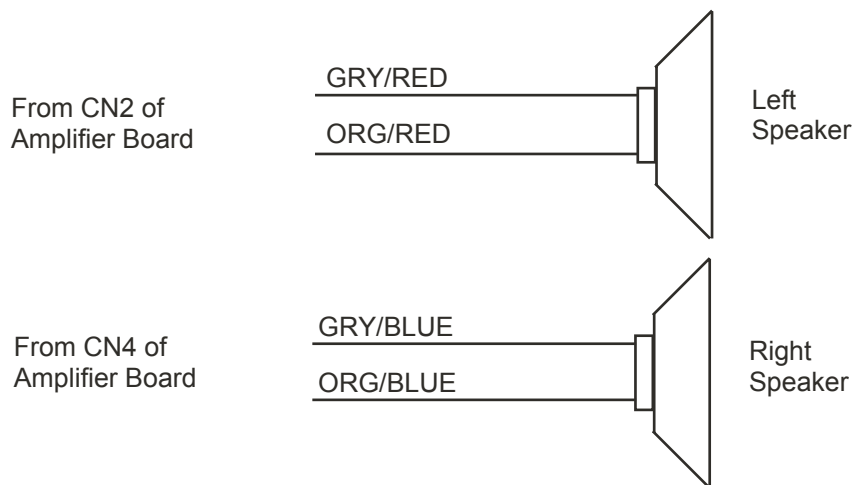 From CN2 of
Amplifier Board
GRY/RED
ORG/RED
Left
Speaker
From CN4 of
Amplifier Board
GRY/BLUE
ORG/BLUE
Right
Speaker